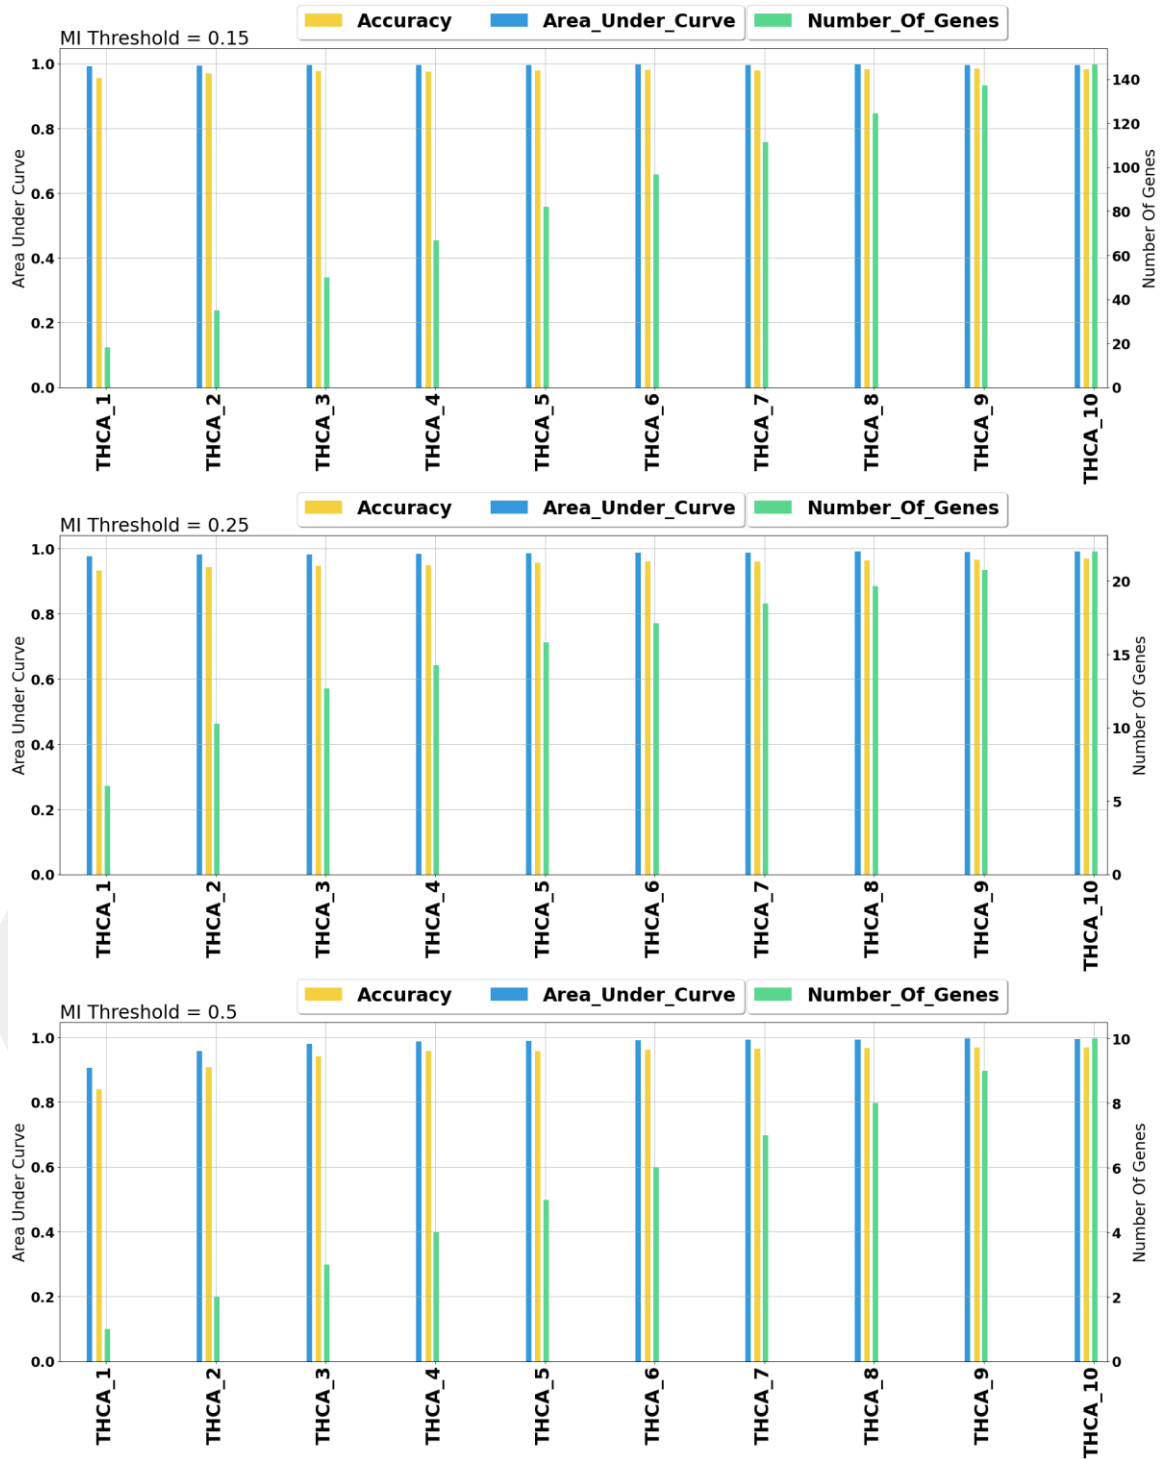 Accuracy Area_Under_Curve Number_Of_Genes
MI Threshold = 0.15
1.0
0.8
0.6
0.4
0.2
0.0
Area Under Curve
140
120
100
80
60
40
20
0
Number Of Genes
THCA_1 THCA_2 THCA_3 THCA_4 THCA_5 THCA_6 THCA_7 THCA_8 THCA_9 THCA_10
Accuracy Area_Under_Curve Number_Of_Genes
MI Threshold = 0.25
1.0
0.8
0.6
0.4
0.2
0.0
Area Under Curve
20
15
10
5
0
Number Of Genes
THCA_1 THCA_2 THCA_3 THCA_4 THCA_5 THCA_6 THCA_7 THCA_8 THCA_9 THCA_10
Accuracy Area_Under_Curve Number_Of_Genes
MI Threshold = 0.5
1.0
0.8
0.6
0.4
0.2
0.0
Area Under Curve
10
8
6
4
2
0
Number Of Genes
THCA_1 THCA_2 THCA_3 THCA_4 THCA_5 THCA_6 THCA_7 THCA_8 THCA_9 THCA_10